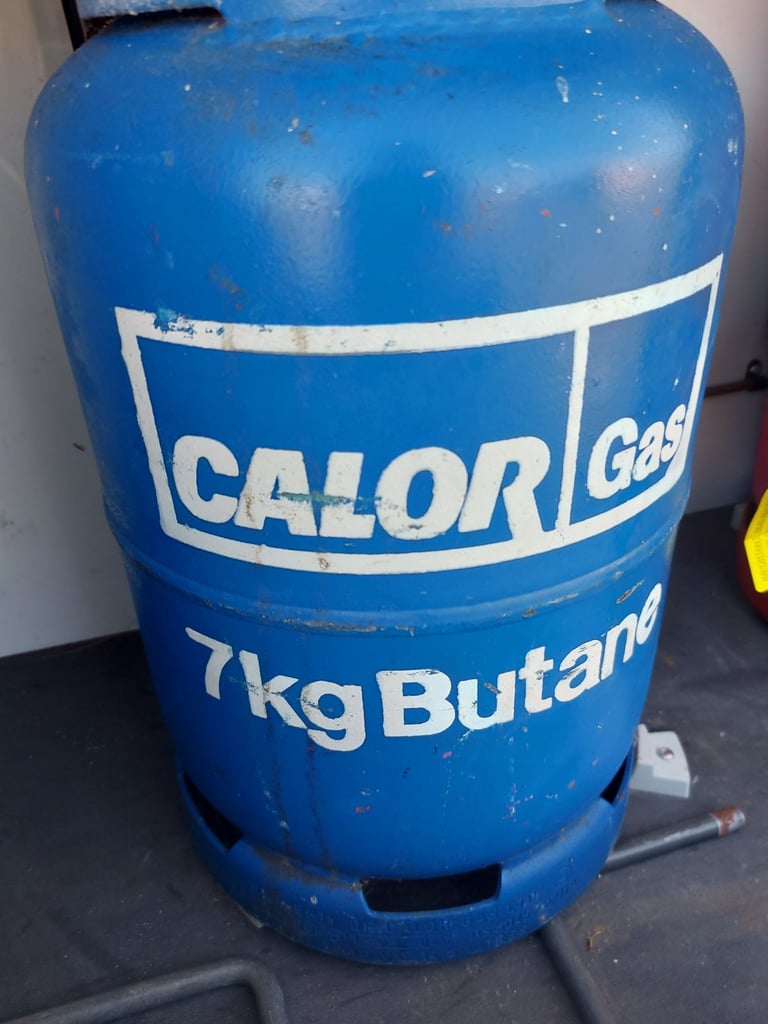 CALOR Gas
7kg Butane